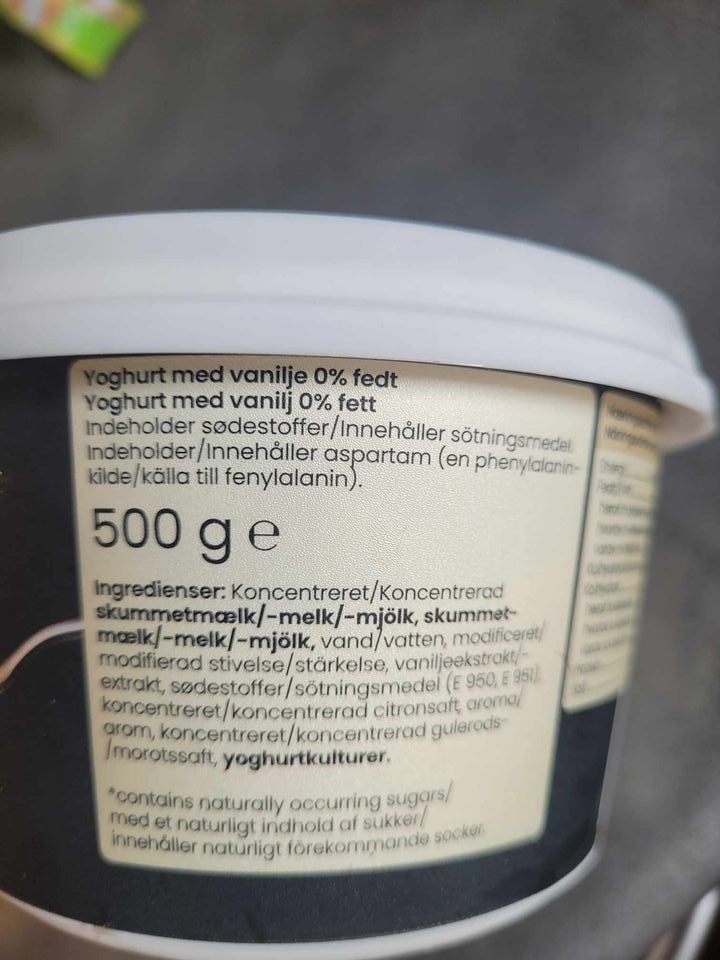 Yoghurt med vanilje 0% fedt
Yoghurt med vanilj 0% fett
Indeholder sødestoffer/Innehåller sötningsmedel.
Indeholder/Innehåller aspartam (en phenylalanin-
kilde/källa till fenylalanin).
500 g e
Ingredienser: Koncentreret/Koncentrerad
skummetmælk/-melk/-mjölk, skummet-
mælk/-melk/-mjölk, vand/vatten, modificeret/
modifierad stivelse/stärkelse, vaniljeekstrakt/-
extrakt, sødestoffer/sötningsmedel (E 950, E 951),
koncentreret/koncentrerad citronsaft, aroma/
arom, koncentreret/koncentrerad gulerods-
/morotssaft, yoghurtkulturer.
*contains naturally occurring sugars/
med et naturligt indhold af sukker/
innehåller naturligt förekommande socker.